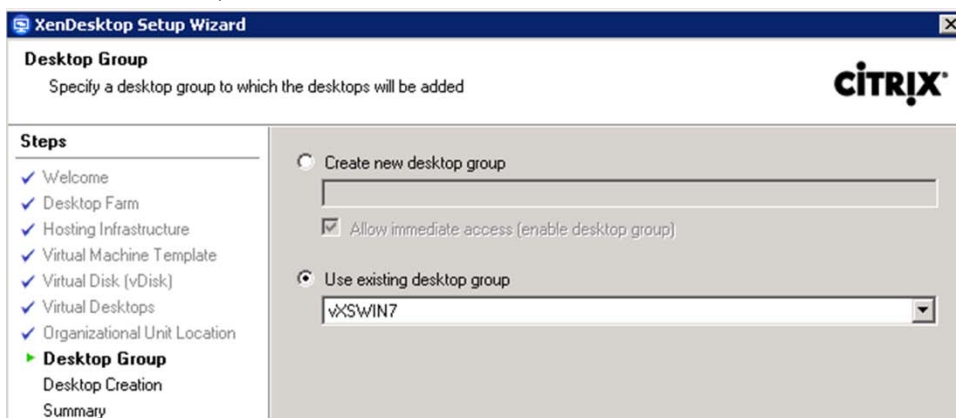 XenDesktop Setup Wizard
Desktop Group
Specify a desktop group to which the desktops will be added
CITRIX
Steps
Welcome
Desktop Farm
Hosting Infrastructure
Virtual Machine Template
Virtual Disk (vDisk)
Virtual Desktops
Organizational Unit Location
Desktop Group
Desktop Creation
Summary
Create new desktop group
Allow immediate access (enable desktop group)
Use existing desktop group
vXSWIN7